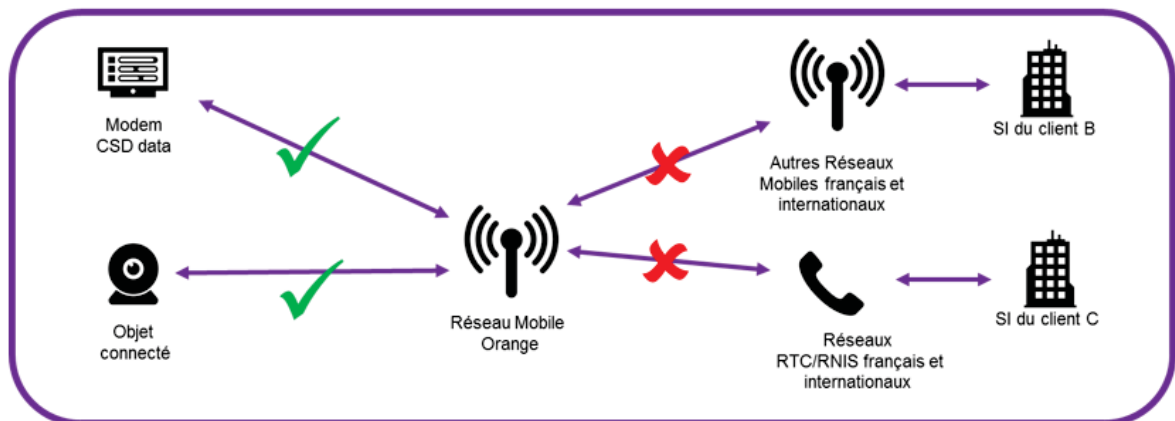 Modem
CSD data
Objet
connecté
Réseau Mobile
Orange
Autres Réseaux
Mobiles français et
internationaux
Réseaux
RTC/RNIS français et
internationaux
SI du client B
SI du client C